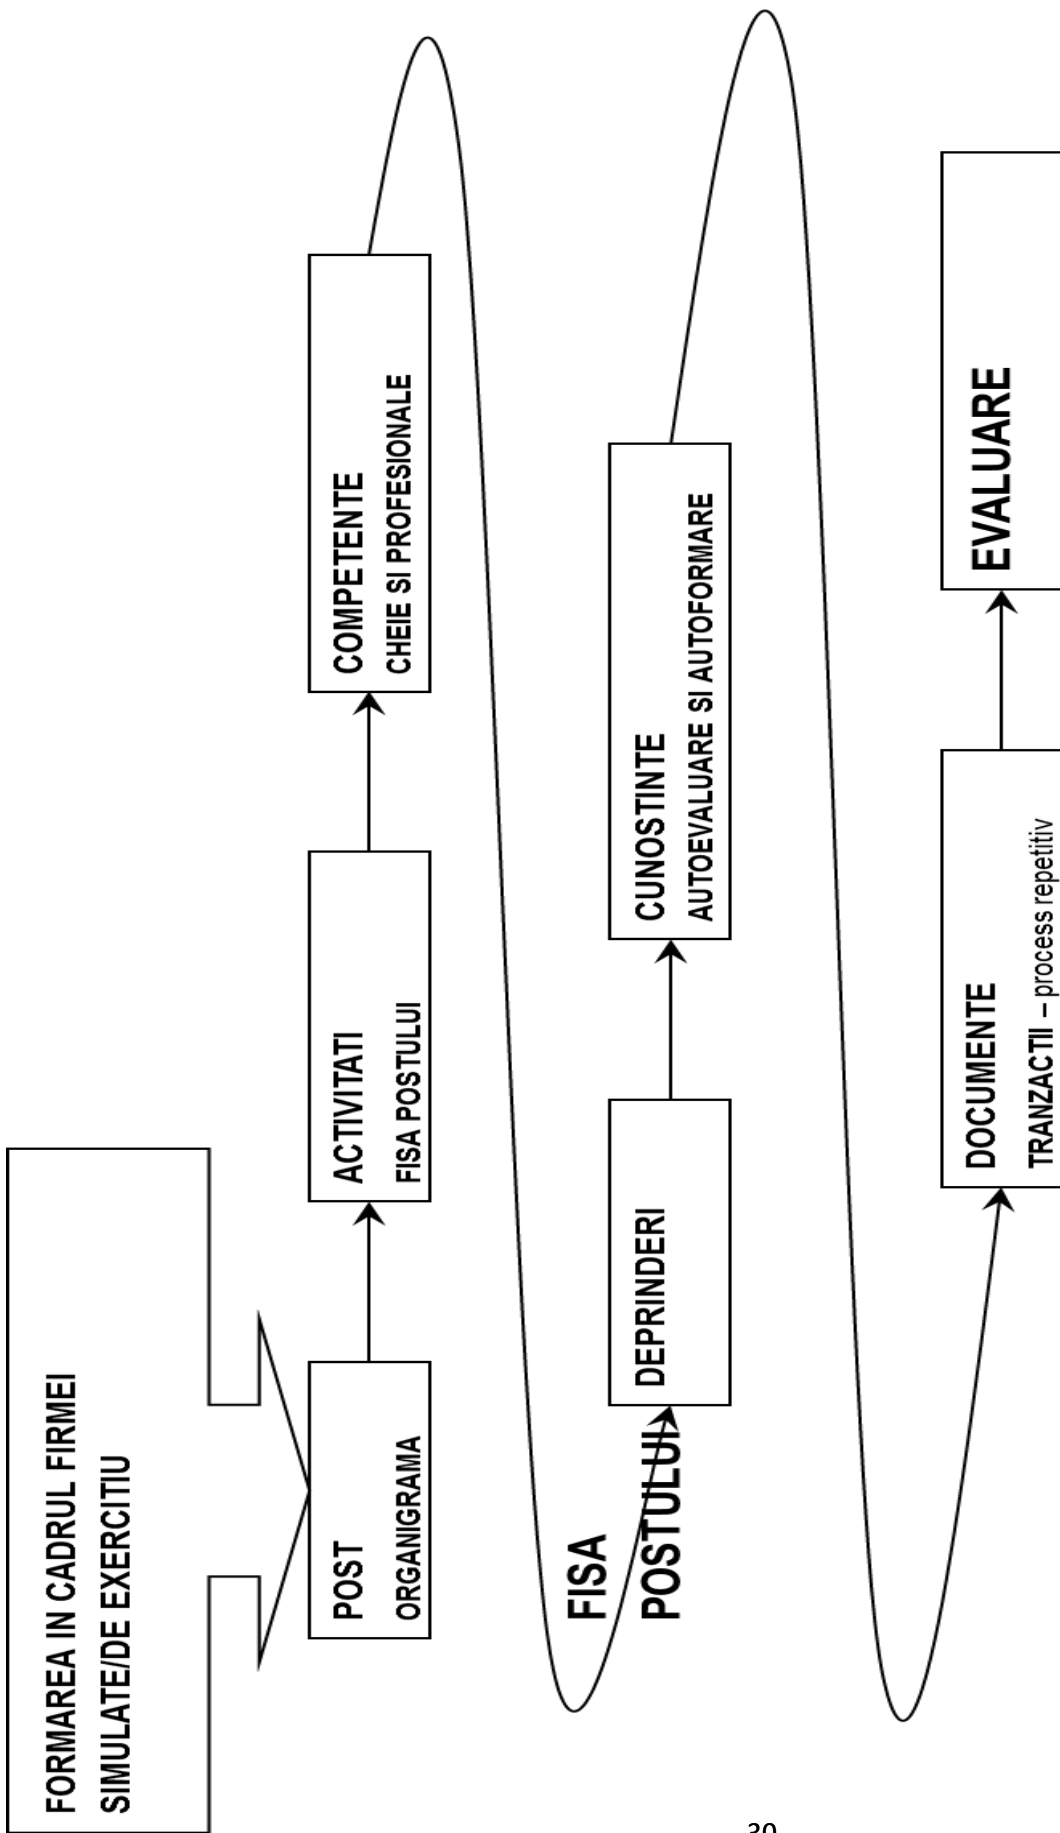 FORMAREA IN CADRUL FIRMEI
SIMULATE/DE EXERCITIU
POST
ORGANIGRAMA
ACTIVITATI
FISA POSTULUI
COMPETENTE
CHEIE SI PROFESIONALE
FISA
POSTULUI
DEPRINDERI
CUNOSTINTE
AUTOEVALUARE SI AUTOFORMARE
DOCUMENTE
TRANZACTII – process repetitiv
EVALUARE
30